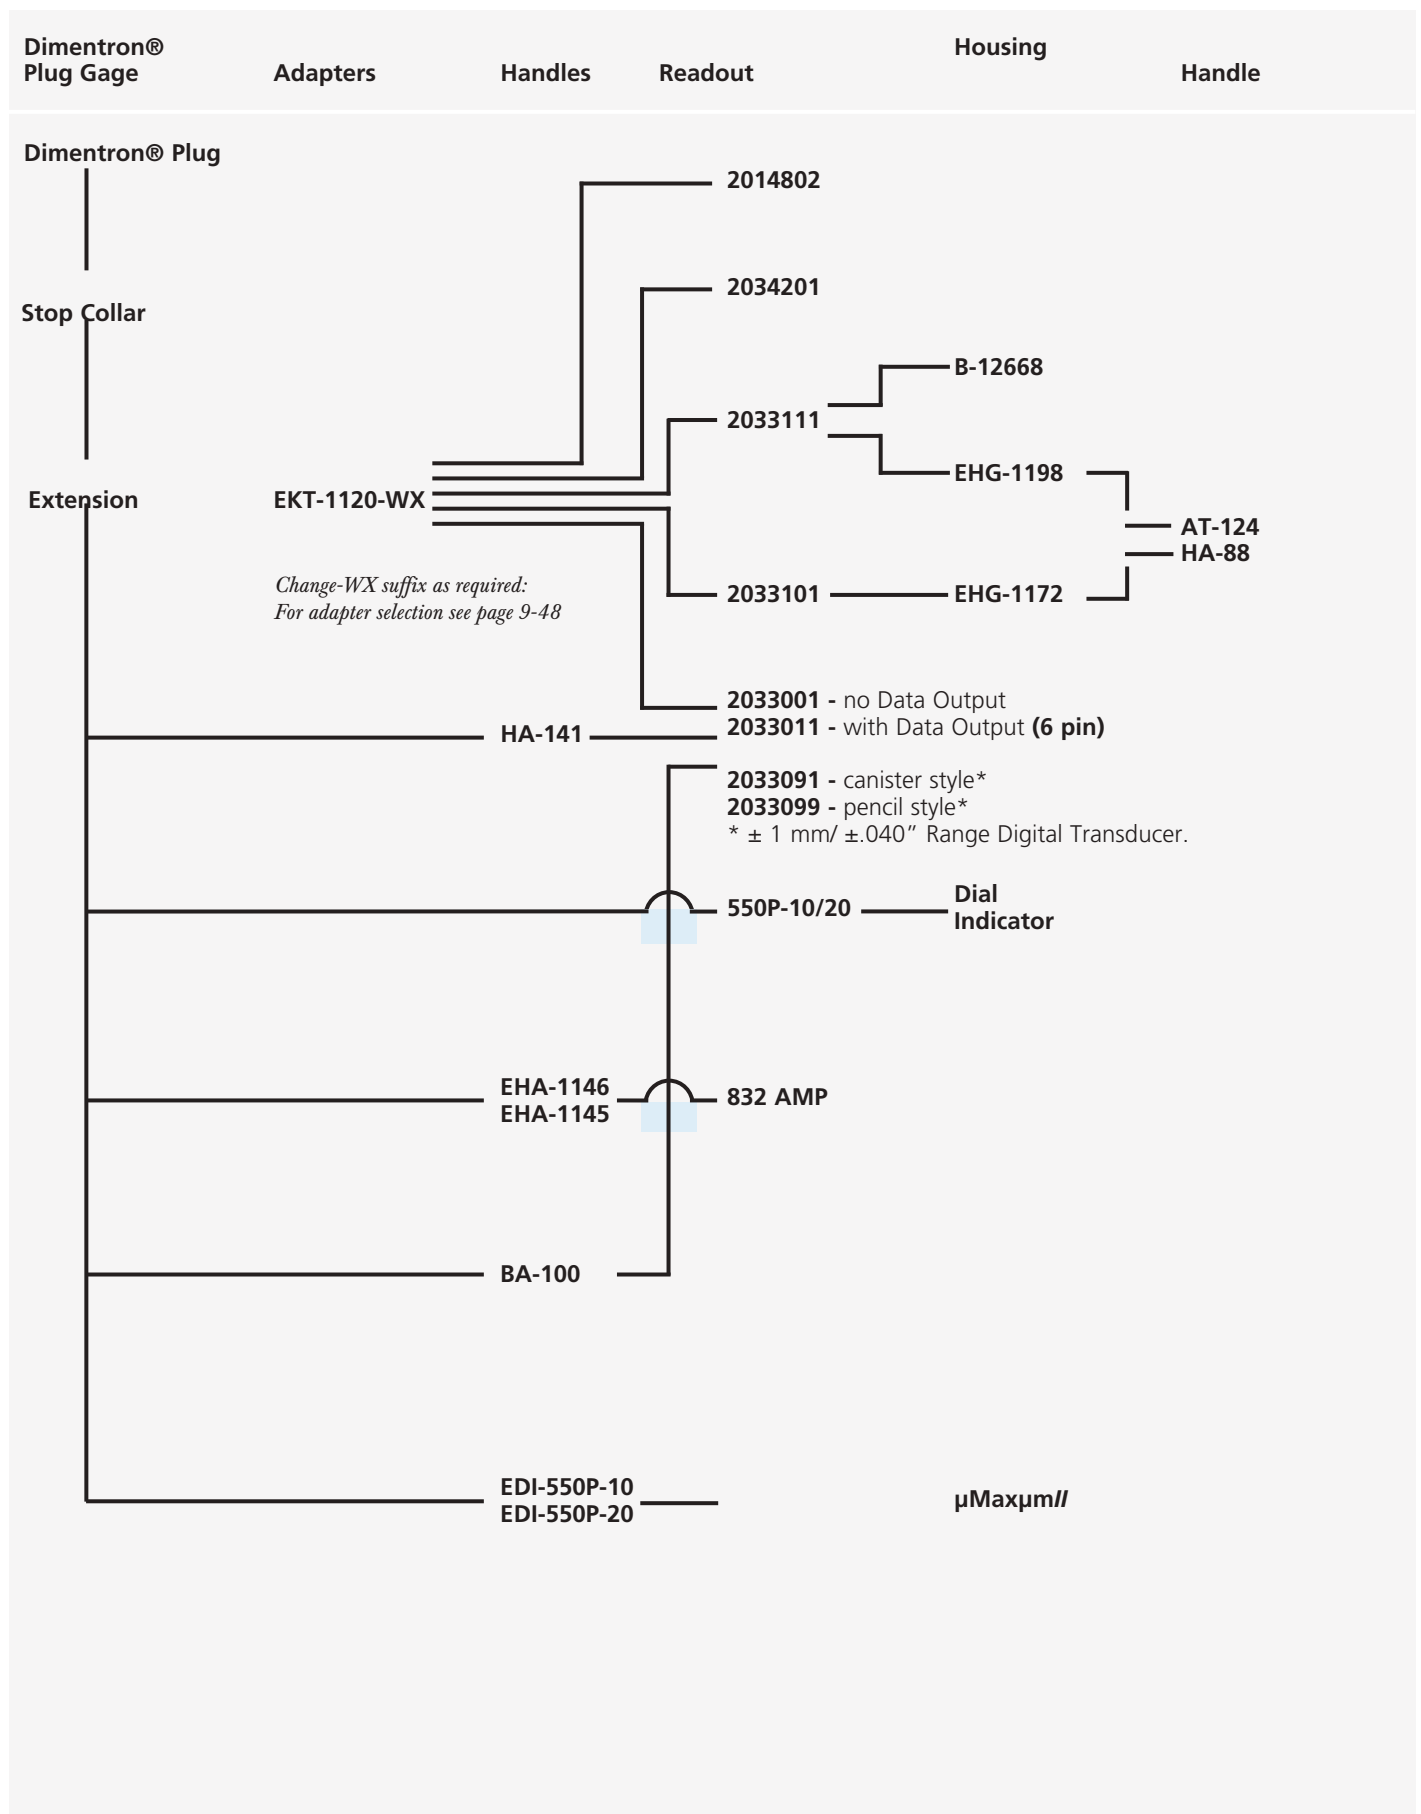 Dimentron®
Plug Gage
Adapters
Handles
Readout
Housing
Handle
Dimentron® Plug
2014802
2034201
Stop Collar
B-12668
2033111
EHG-1198
Extension
EKT-1120-WX
AT-124
HA-88
Change-WX suffix as required:
For adapter selection see page 9-48
2033101
EHG-1172
2033001 - no Data Output
2033011 - with Data Output (6 pin)
HA-141
2033091 - canister style*
2033099 - pencil style*
* ± 1 mm/ ±.040” Range Digital Transducer.
550P-10/20
Dial
Indicator
EHA-1146
EHA-1145
832 AMP
BA-100
EDI-550P-10
EDI-550P-20
µMaxµmII